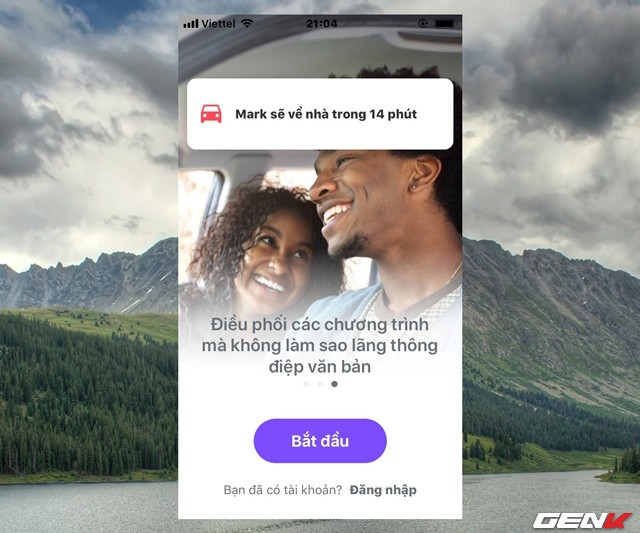 Viettel 21:04
Mark sẽ về nhà trong 14 phút
Điều phối các chương trình
mà không làm sao lãng thông
điệp văn bản
Bắt đầu
Bạn đã có tài khoản? Đăng nhập
GENK